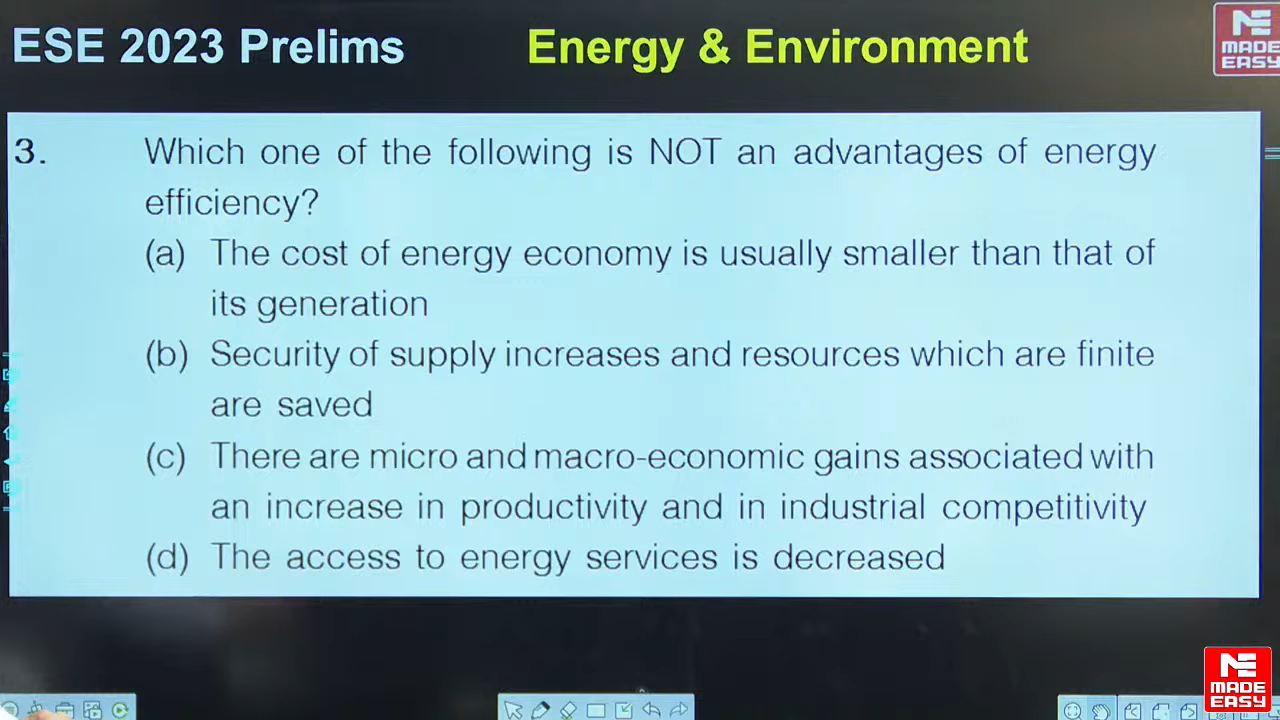 ESE 2023 Prelims
Energy & Environment
MADE
EASY
3. Which one of the following is NOT an advantages of energy
efficiency?
(a) The cost of energy economy is usually smaller than that of
its generation
(b) Security of supply increases and resources which are finite
are saved
(c) There are micro and macro-economic gains associated with
an increase in productivity and in industrial competitivity
(d) The access to energy services is decreased
MADE
EASY